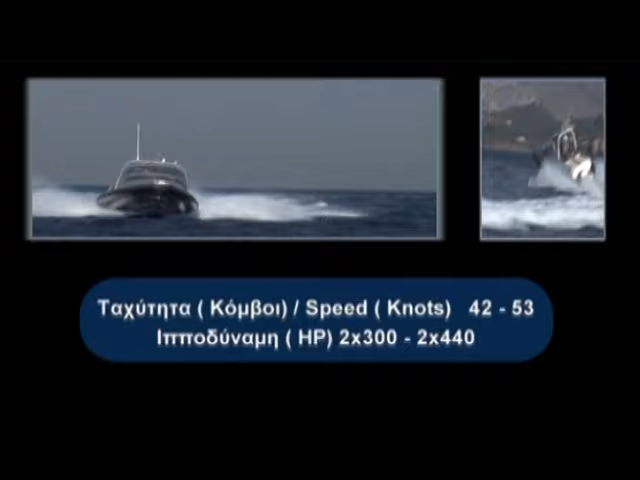 Ταχύτητα ( Κόμβοι) / Speed ( Knots) 42 - 53
Ιπποδύναμη ( HP) 2x300 - 2x440